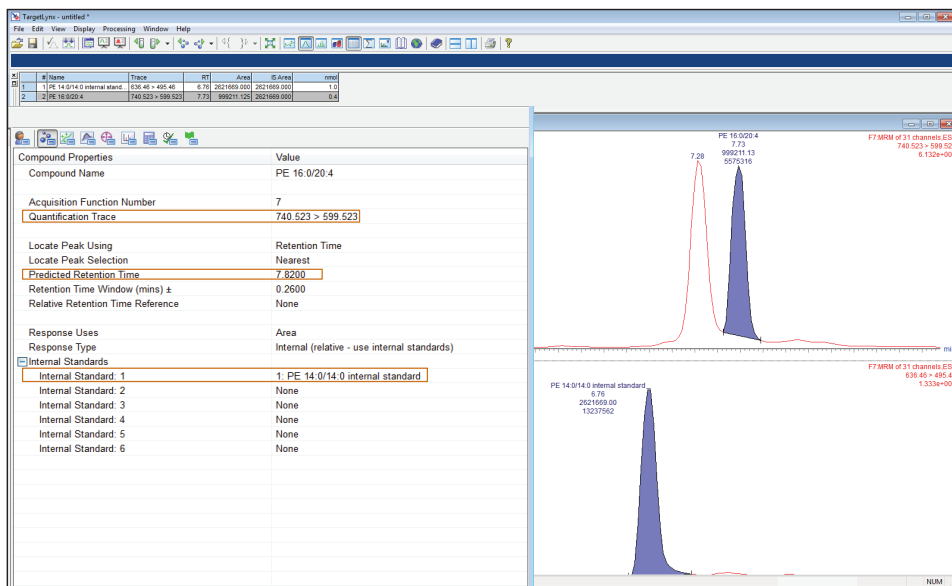 TargetLynx - untitled *
File Edit View Display Processing Window Help
# Name Trace RT Area IS Area nmol
1 1 PE 14:0/14:0 internal stand... 636.46 > 495.46 6.76 2621669.000 2621669.000 1.0
2 2 PE 16:0/20:4 740.523 > 599.523 7.73 999211.125 2621669.000 0.4
Compound Properties Value
Compound Name PE 16:0/20:4
Acquisition Function Number 7
Quantification Trace 740.523 > 599.523
Locate Peak Using Retention Time
Locate Peak Selection Nearest
Predicted Retention Time 7.8200
Retention Time Window (mins) ± 0.2600
Relative Retention Time Reference None
Response Uses Area
Response Type Internal (relative - use internal standards)
Internal Standards
Internal Standard: 1 1: PE 14:0/14:0 internal standard
Internal Standard: 2 None
Internal Standard: 3 None
Internal Standard: 4 None
Internal Standard: 5 None
Internal Standard: 6 None
PE 16:0/20:4
7.73
999211.13
5575316
7.28
F7:MRM of 31 channels,ES
740.523 > 599.52
6.132e+00
mi
F7:MRM of 31 channels,ES
636.46 > 495.4
1.333e+00
PE 14:0/14:0 internal standard
6.76
2621669.00
13237562
NUM